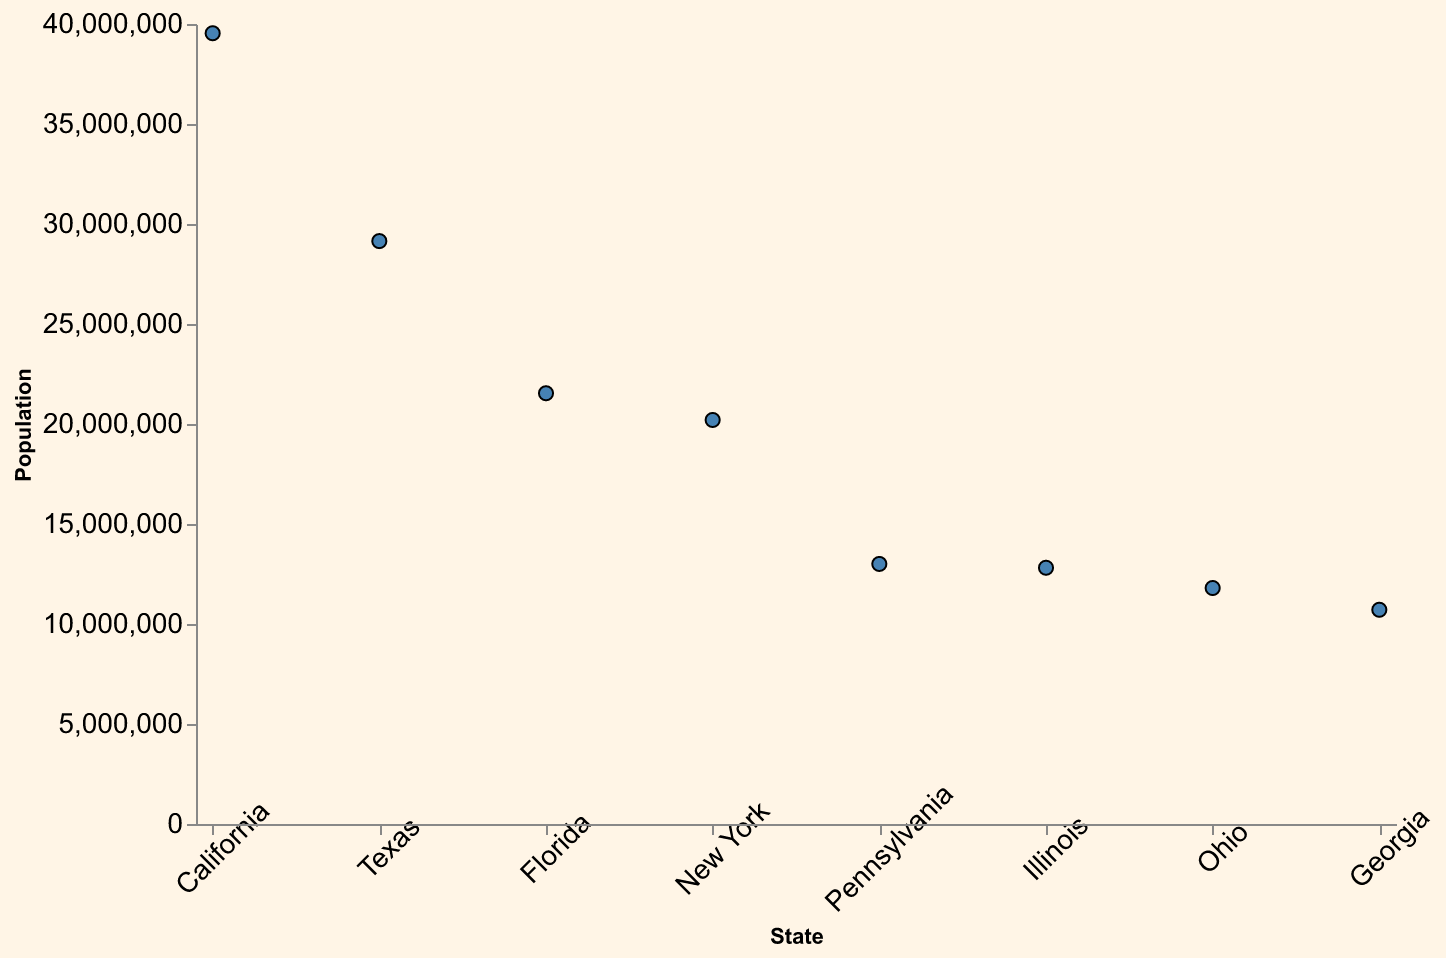 40,000,000
35,000,000
30,000,000
25,000,000
20,000,000
15,000,000
10,000,000
5,000,000
0
Population
California
Texas
Florida
New York
Pennsylvania
Illinois
Ohio
Georgia
State